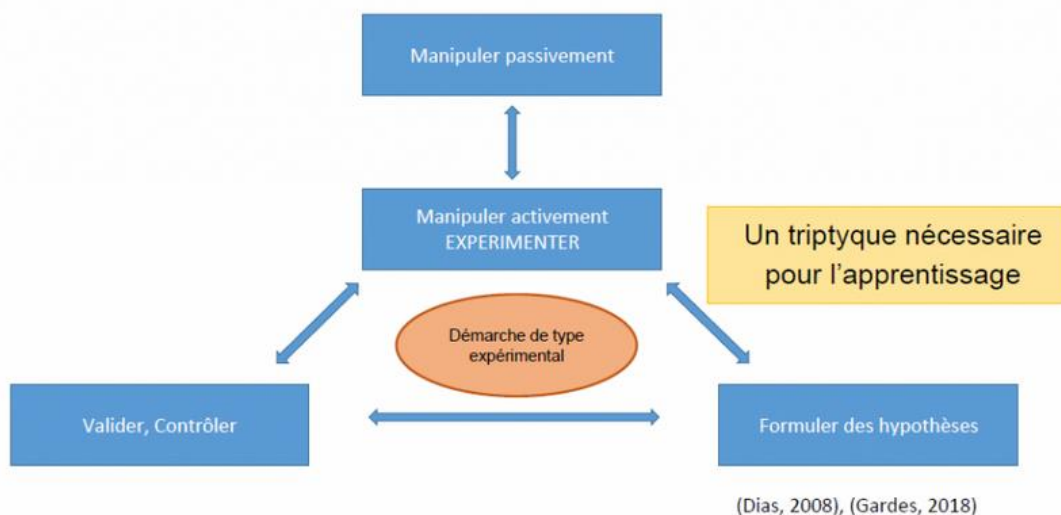 Manipuler passivement
Manipuler activement
EXPERIMENTER
Un triptyque nécessaire
pour l'apprentissage
Démarche de type
expérimental
Valider, Contrôler
Formuler des hypothèses
(Dias, 2008), (Gardes, 2018)